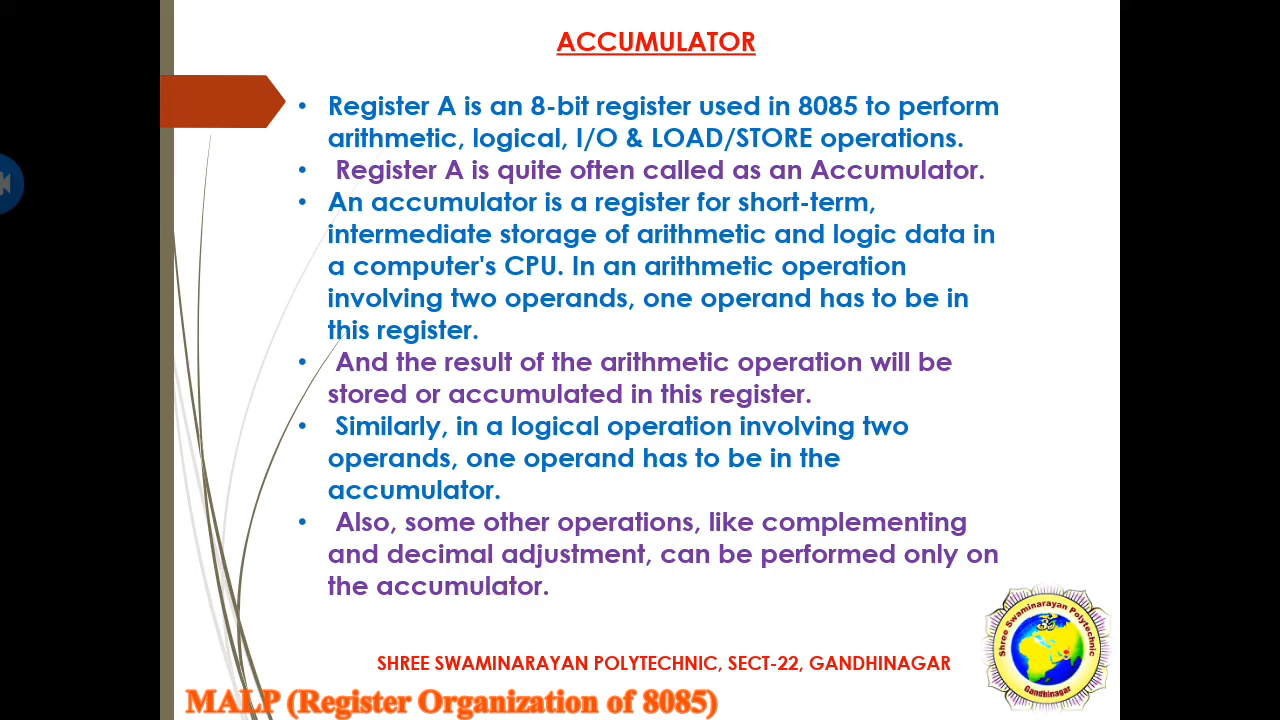 ACCUMULATOR
• Register A is an 8-bit register used in 8085 to perform
arithmetic, logical, I/O & LOAD/STORE operations.
• Register A is quite often called as an Accumulator.
• An accumulator is a register for short-term,
intermediate storage of arithmetic and logic data in
a computer's CPU. In an arithmetic operation
involving two operands, one operand has to be in
this register.
• And the result of the arithmetic operation will be
stored or accumulated in this register.
• Similarly, in a logical operation involving two
operands, one operand has to be in the
accumulator.
• Also, some other operations, like complementing
and decimal adjustment, can be performed only on
the accumulator.
Shree Swaminarayan Polytechnic
Gandhinagar
SHREE SWAMINARAYAN POLYTECHNIC, SECT-22, GANDHINAGAR
MALP (Register Organization of 8085)